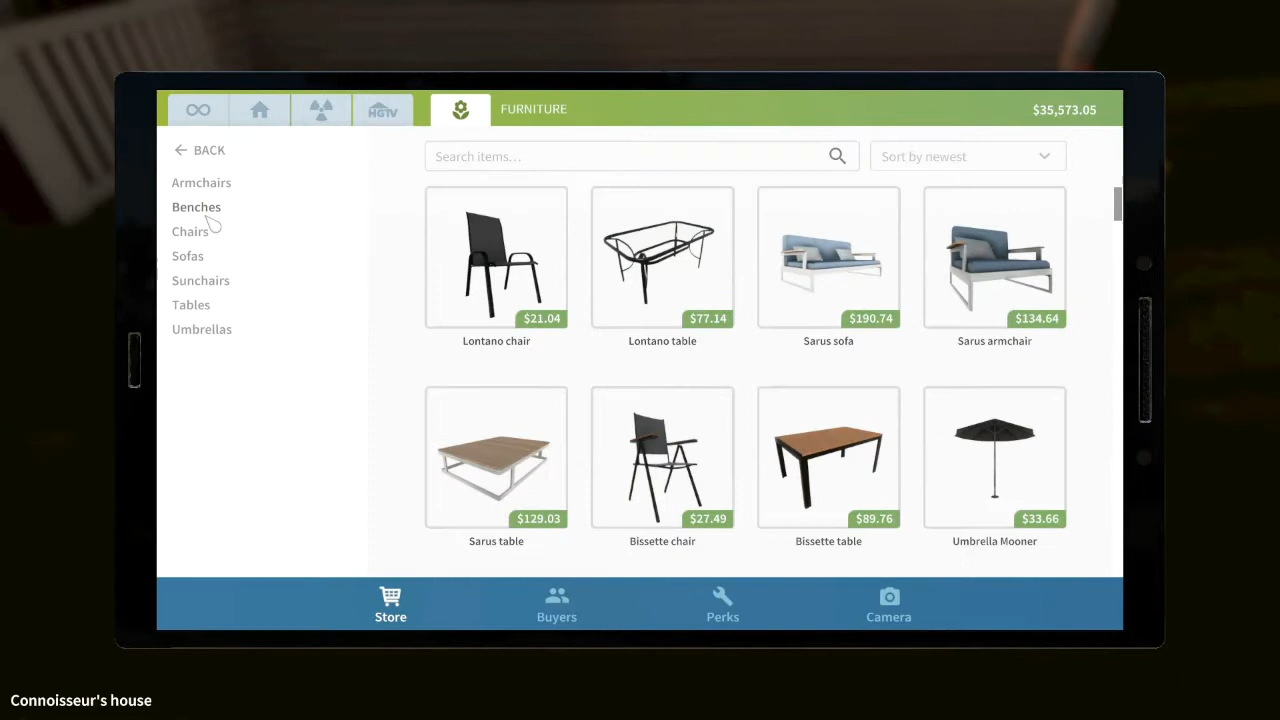 HGTV
FURNITURE
$35,573.05
BACK
Armchairs
Benches
Chairs
Sofas
Sunchairs
Tables
Umbrellas
Search items...
Sort by newest
$21.04
$77.14
$190.74
$134.64
Lontano chair
Lontano table
Sarus sofa
Sarus armchair
$129.03
$27.49
$89.76
$33.66
Sarus table
Bissette chair
Bissette table
Umbrella Mooner
Store
Buyers
Perks
Camera
Connoisseur's house